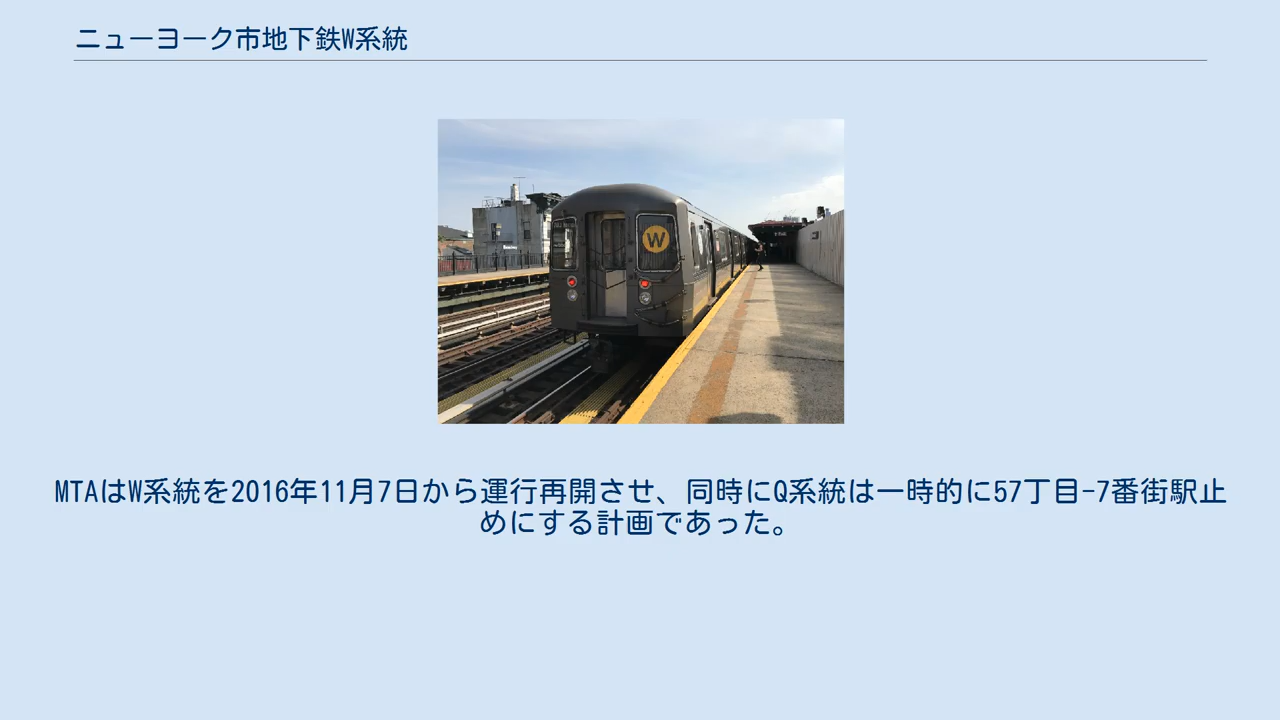 ニューヨーク市地下鉄W系統
W
MTAはW系統を2016年11月7日から運行再開させ、同時にQ系統は一時的に57丁目-7番街駅止
めにする計画であった。